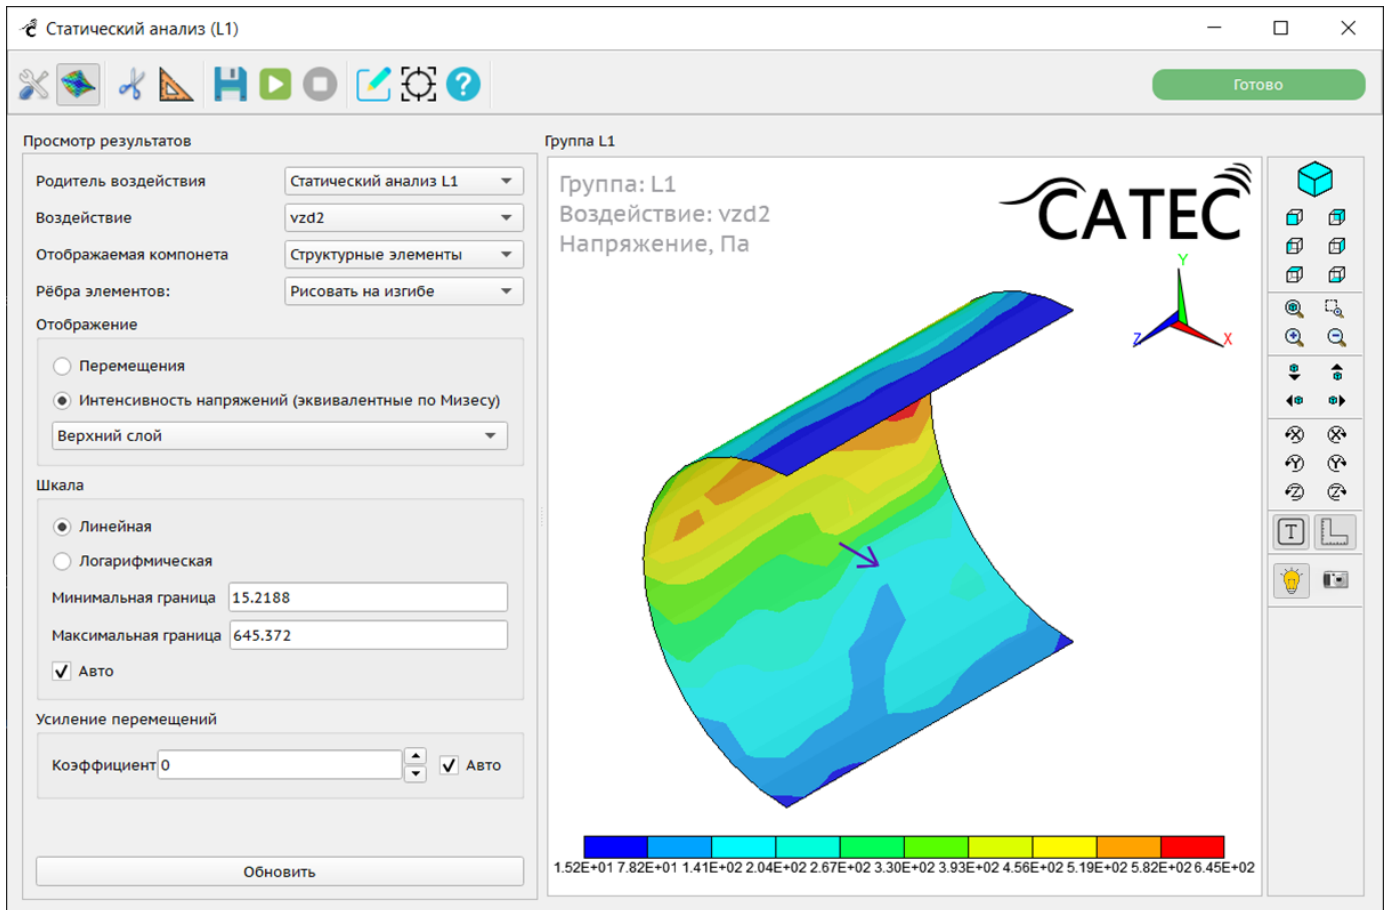 Статический анализ (L1)
Готово
Просмотр результатов
Родитель воздействия
Статический анализ L1
Воздействие
vzd2
Отображаемая компонета
Структурные элементы
Рёбра элементов:
Рисовать на изгибе
Отображение
Перемещения
Интенсивность напряжений (эквивалентные по Мизесу)
Верхний слой
Шкала
Линейная
Логарифмическая
Минимальная граница
15.2188
Максимальная граница
645.372
Авто
Усиление перемещений
Коэффициент
0
Авто
Обновить
Группа L1
Группа: L1
Воздействие: vzd2
Напряжение, Па
CATEC
Y
Z
X
1.52E+01 7.82E+01 1.41E+02 2.04E+02 2.67E+02 3.30E+02 3.93E+02 4.56E+02 5.19E+02 5.82E+02 6.45E+02
X X
Y Y
Z Z
T